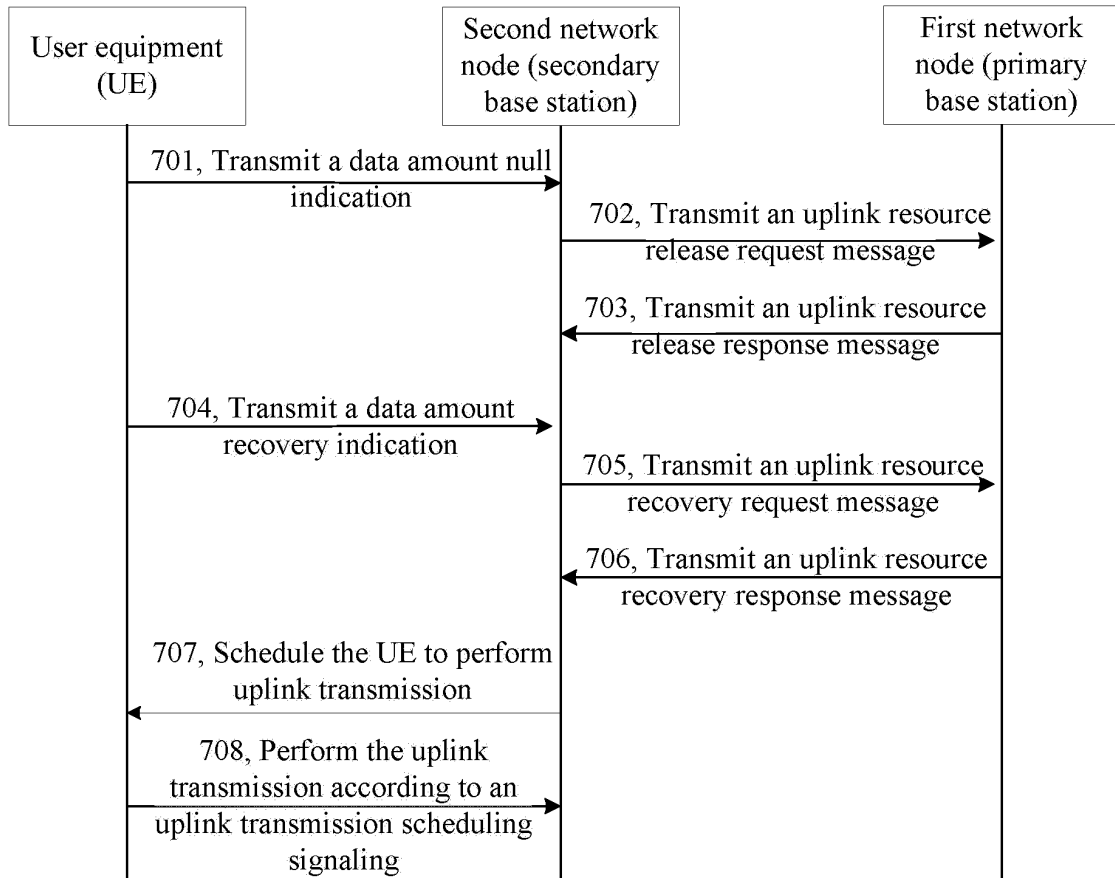 User equipment
(UE)
Second network
node (secondary
base station)
First network
node (primary
base station)
701, Transmit a data amount null
indication
702, Transmit an uplink resource
release request message
703, Transmit an uplink resource
release response message
704, Transmit a data amount
recovery indication
705, Transmit an uplink resource
recovery request message
706, Transmit an uplink resource
recovery response message
707, Schedule the UE to perform
uplink transmission
708, Perform the uplink
transmission according to an
uplink transmission scheduling
signaling